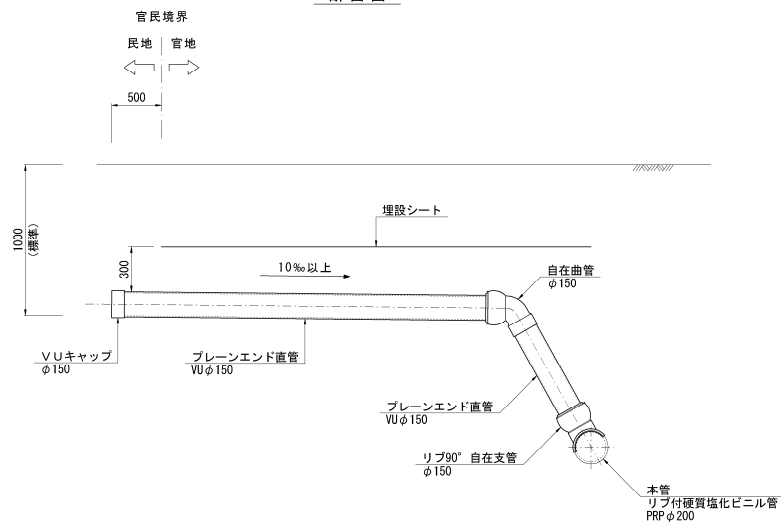 官民境界
民地 官地
500
1000
(標準)
埋設シート
300
10‰以上
自在曲管
φ150
VUキャップ
φ150
プレーンエンド直管
VUφ150
プレーンエンド直管
VUφ150
リブ90° 自在支管
φ150
本管
リブ付硬質塩化ビニル管
PRPφ200